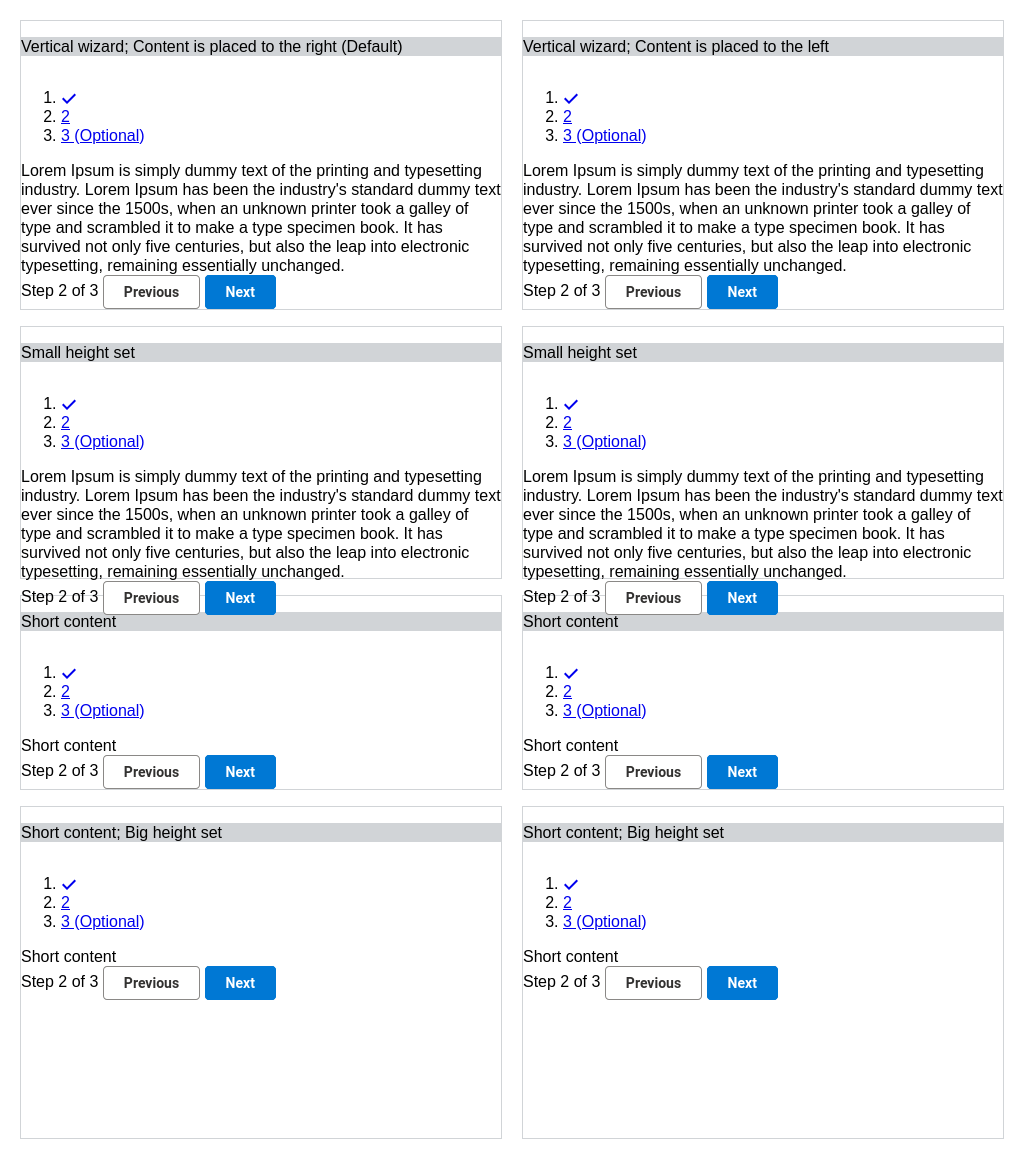 Vertical wizard; Content is placed to the right (Default)
1. ✓
2. 2
3. 3 (Optional)
Lorem Ipsum is simply dummy text of the printing and typesetting
industry. Lorem Ipsum has been the industry's standard dummy text
ever since the 1500s, when an unknown printer took a galley of
type and scrambled it to make a type specimen book. It has
survived not only five centuries, but also the leap into electronic
typesetting, remaining essentially unchanged.
Step 2 of 3 Previous Next
Vertical wizard; Content is placed to the left
1. ✓
2. 2
3. 3 (Optional)
Lorem Ipsum is simply dummy text of the printing and typesetting
industry. Lorem Ipsum has been the industry's standard dummy text
ever since the 1500s, when an unknown printer took a galley of
type and scrambled it to make a type specimen book. It has
survived not only five centuries, but also the leap into electronic
typesetting, remaining essentially unchanged.
Step 2 of 3 Previous Next
Small height set
1. ✓
2. 2
3. 3 (Optional)
Lorem Ipsum is simply dummy text of the printing and typesetting
industry. Lorem Ipsum has been the industry's standard dummy text
ever since the 1500s, when an unknown printer took a galley of
type and scrambled it to make a type specimen book. It has
survived not only five centuries, but also the leap into electronic
typesetting, remaining essentially unchanged.
Step 2 of 3 Previous Next
Small height set
1. ✓
2. 2
3. 3 (Optional)
Lorem Ipsum is simply dummy text of the printing and typesetting
industry. Lorem Ipsum has been the industry's standard dummy text
ever since the 1500s, when an unknown printer took a galley of
type and scrambled it to make a type specimen book. It has
survived not only five centuries, but also the leap into electronic
typesetting, remaining essentially unchanged.
Step 2 of 3 Previous Next
Short content
1. ✓
2. 2
3. 3 (Optional)
Short content
Step 2 of 3 Previous Next
Short content
1. ✓
2. 2
3. 3 (Optional)
Short content
Step 2 of 3 Previous Next
Short content; Big height set
1. ✓
2. 2
3. 3 (Optional)
Short content
Step 2 of 3 Previous Next
Short content; Big height set
1. ✓
2. 2
3. 3 (Optional)
Short content
Step 2 of 3 Previous Next